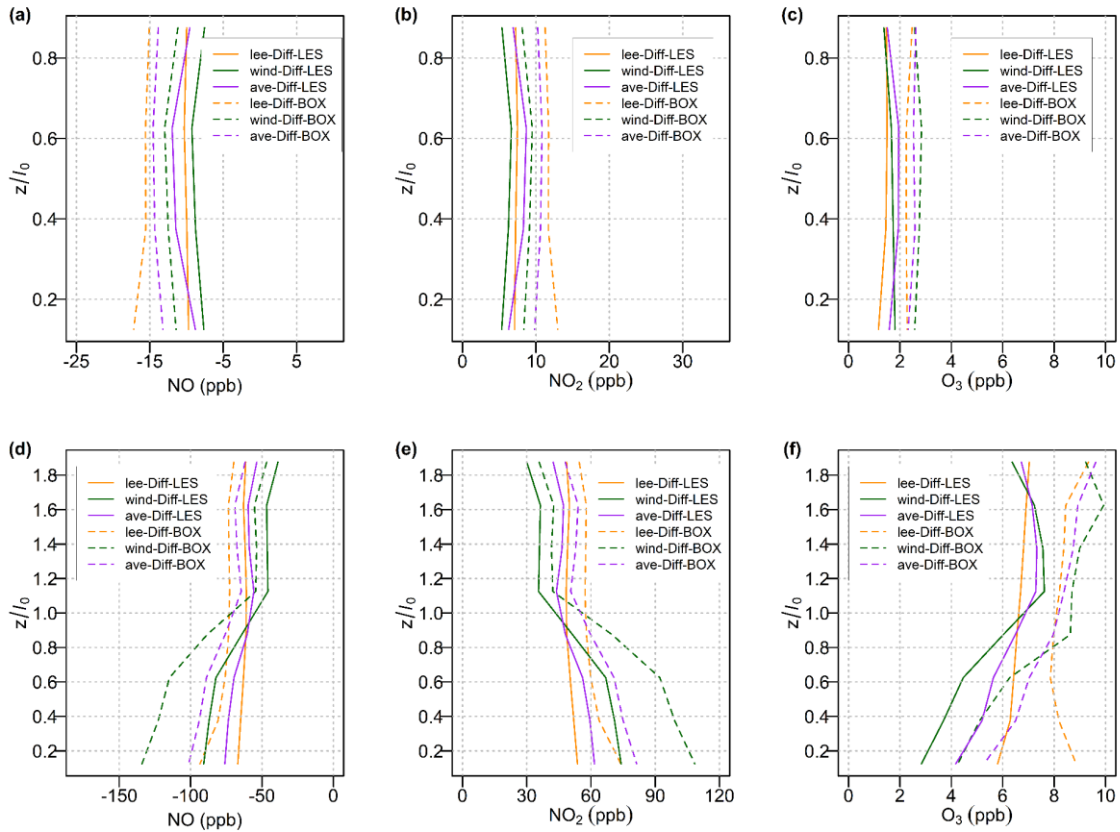 (a)
0.8
0.6
0.4
0.2
z/l₀
lee-Diff-LES
wind-Diff-LES
ave-Diff-LES
lee-Diff-BOX
wind-Diff-BOX
ave-Diff-BOX
-25 -15 -5 5
NO (ppb)
(b)
0.8
0.6
0.4
0.2
z/l₀
lee-Diff-LES
wind-Diff-LES
ave-Diff-LES
lee-Diff-BOX
wind-Diff-BOX
ave-Diff-BOX
0 10 20 30
NO₂ (ppb)
(c)
0.8
0.6
0.4
0.2
z/l₀
lee-Diff-LES
wind-Diff-LES
ave-Diff-LES
lee-Diff-BOX
wind-Diff-BOX
ave-Diff-BOX
0 2 4 6 8 10
O₃ (ppb)
(d)
1.8
1.6
1.4
1.2
1.0
0.8
0.6
0.4
0.2
z/l₀
lee-Diff-LES
wind-Diff-LES
ave-Diff-LES
lee-Diff-BOX
wind-Diff-BOX
ave-Diff-BOX
-150 -100 -50 0
NO (ppb)
(e)
1.8
1.6
1.4
1.2
1.0
0.8
0.6
0.4
0.2
z/l₀
lee-Diff-LES
wind-Diff-LES
ave-Diff-LES
lee-Diff-BOX
wind-Diff-BOX
ave-Diff-BOX
0 30 60 90 120
NO₂ (ppb)
(f)
1.8
1.6
1.4
1.2
1.0
0.8
0.6
0.4
0.2
z/l₀
lee-Diff-LES
wind-Diff-LES
ave-Diff-LES
lee-Diff-BOX
wind-Diff-BOX
ave-Diff-BOX
0 2 4 6 8 10
O₃ (ppb)